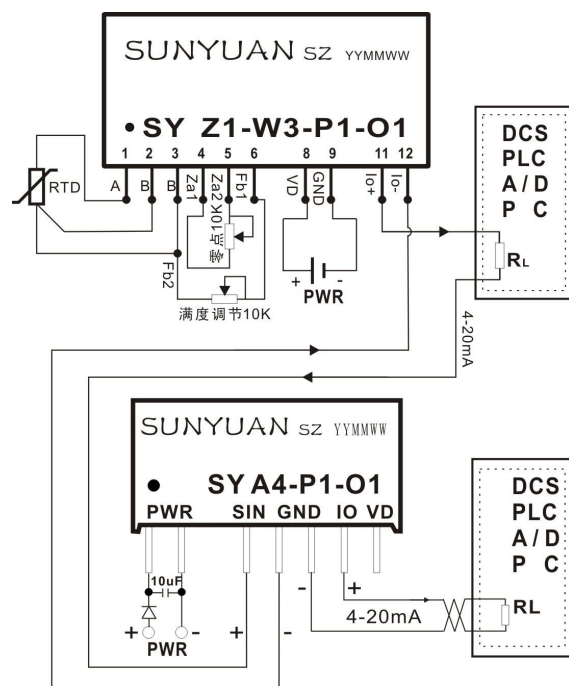 SUNYUAN SZ YYMMWW
• SY Z1-W3-P1-O1
1 2 3 4 5 6 8 9 11 12
A B B Za1 Za2 Fb1 VD GND Io+ Io-
RTD
零点10K
Fb2
满度调节10K
+ -
PWR
DCS
PLC
A/D
P C
RL
4-20mA
SUNYUAN SZ YYMMWW
• SY A4-P1-O1
PWR SIN GND IO VD
10uF
+ -
PWR
+ - - +
4-20mA
DCS
PLC
A/D
P C
RL